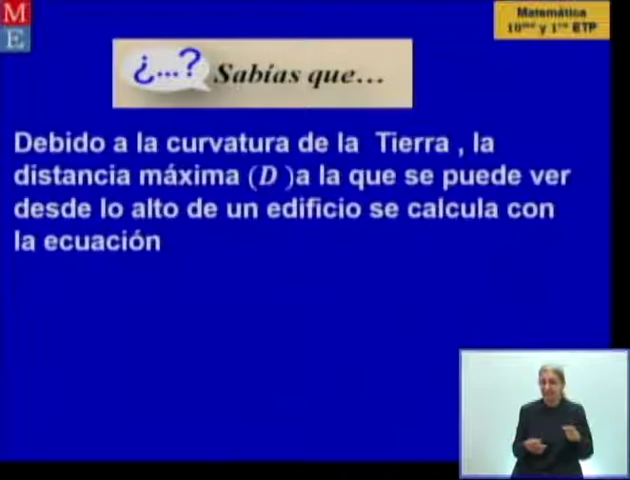 M
E
Matemática
10mo y 1ro ETP
¿...? Sabías que...
Debido a la curvatura de la Tierra , la
distancia máxima (D )a la que se puede ver
desde lo alto de un edificio se calcula con
la ecuación